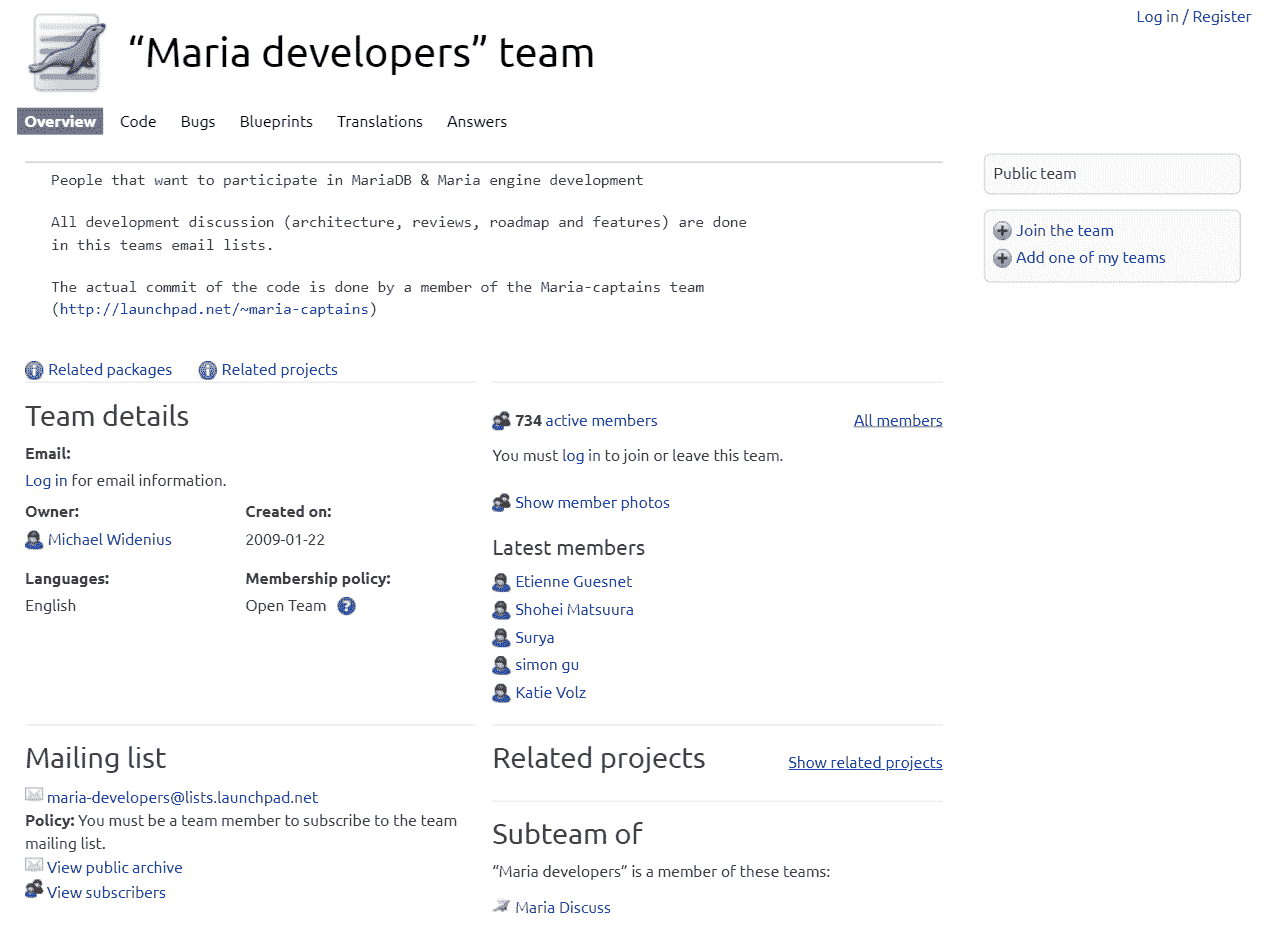 Log in / Register
“Maria developers” team
Overview Code Bugs Blueprints Translations Answers
People that want to participate in MariaDB & Maria engine development
All development discussion (architecture, reviews, roadmap and features) are done
in this teams email lists.
The actual commit of the code is done by a member of the Maria-captains team
(http://launchpad.net/~maria-captains)
Related packages Related projects
Public team
Join the team
Add one of my teams
Team details
Email:
Log in for email information.
Owner: Created on:
Michael Widenius 2009-01-22
Languages: Membership policy:
English Open Team
734 active members All members
You must log in to join or leave this team.
Show member photos
Latest members
Etienne Guesnet
Shohei Matsuura
Surya
simon gu
Katie Volz
Mailing list
maria-developers@lists.launchpad.net
Policy: You must be a team member to subscribe to the team
mailing list.
View public archive
View subscribers
Related projects Show related projects
Subteam of
“Maria developers” is a member of these teams:
Maria Discuss